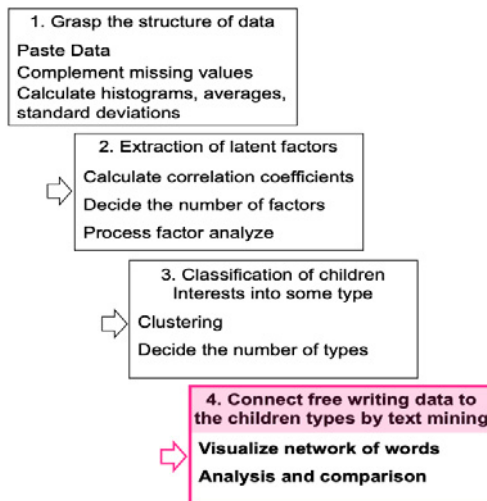 1. Grasp the structure of data
Paste Data
Complement missing values
Calculate histograms, averages,
standard deviations
2. Extraction of latent factors
Calculate correlation coefficients
Decide the number of factors
Process factor analyze
3. Classification of children
Interests into some type
Clustering
Decide the number of types
4. Connect free writing data to
the children types by text mining
Visualize network of words
Analysis and comparison